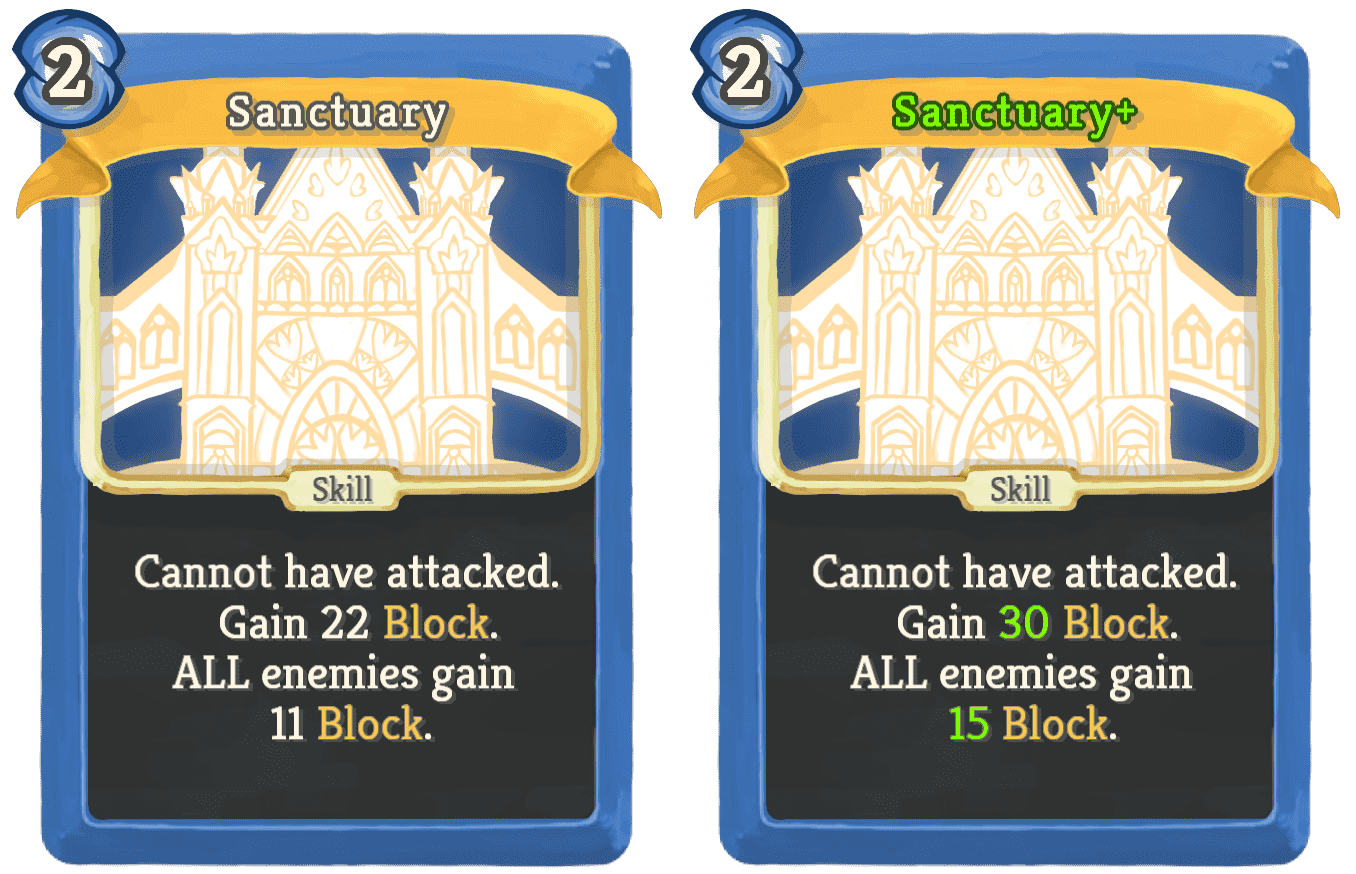 2
Sanctuary
Skill
Cannot have attacked.
Gain 22 Block.
ALL enemies gain
11 Block.
2
Sanctuary+
Skill
Cannot have attacked.
Gain 30 Block.
ALL enemies gain
15 Block.